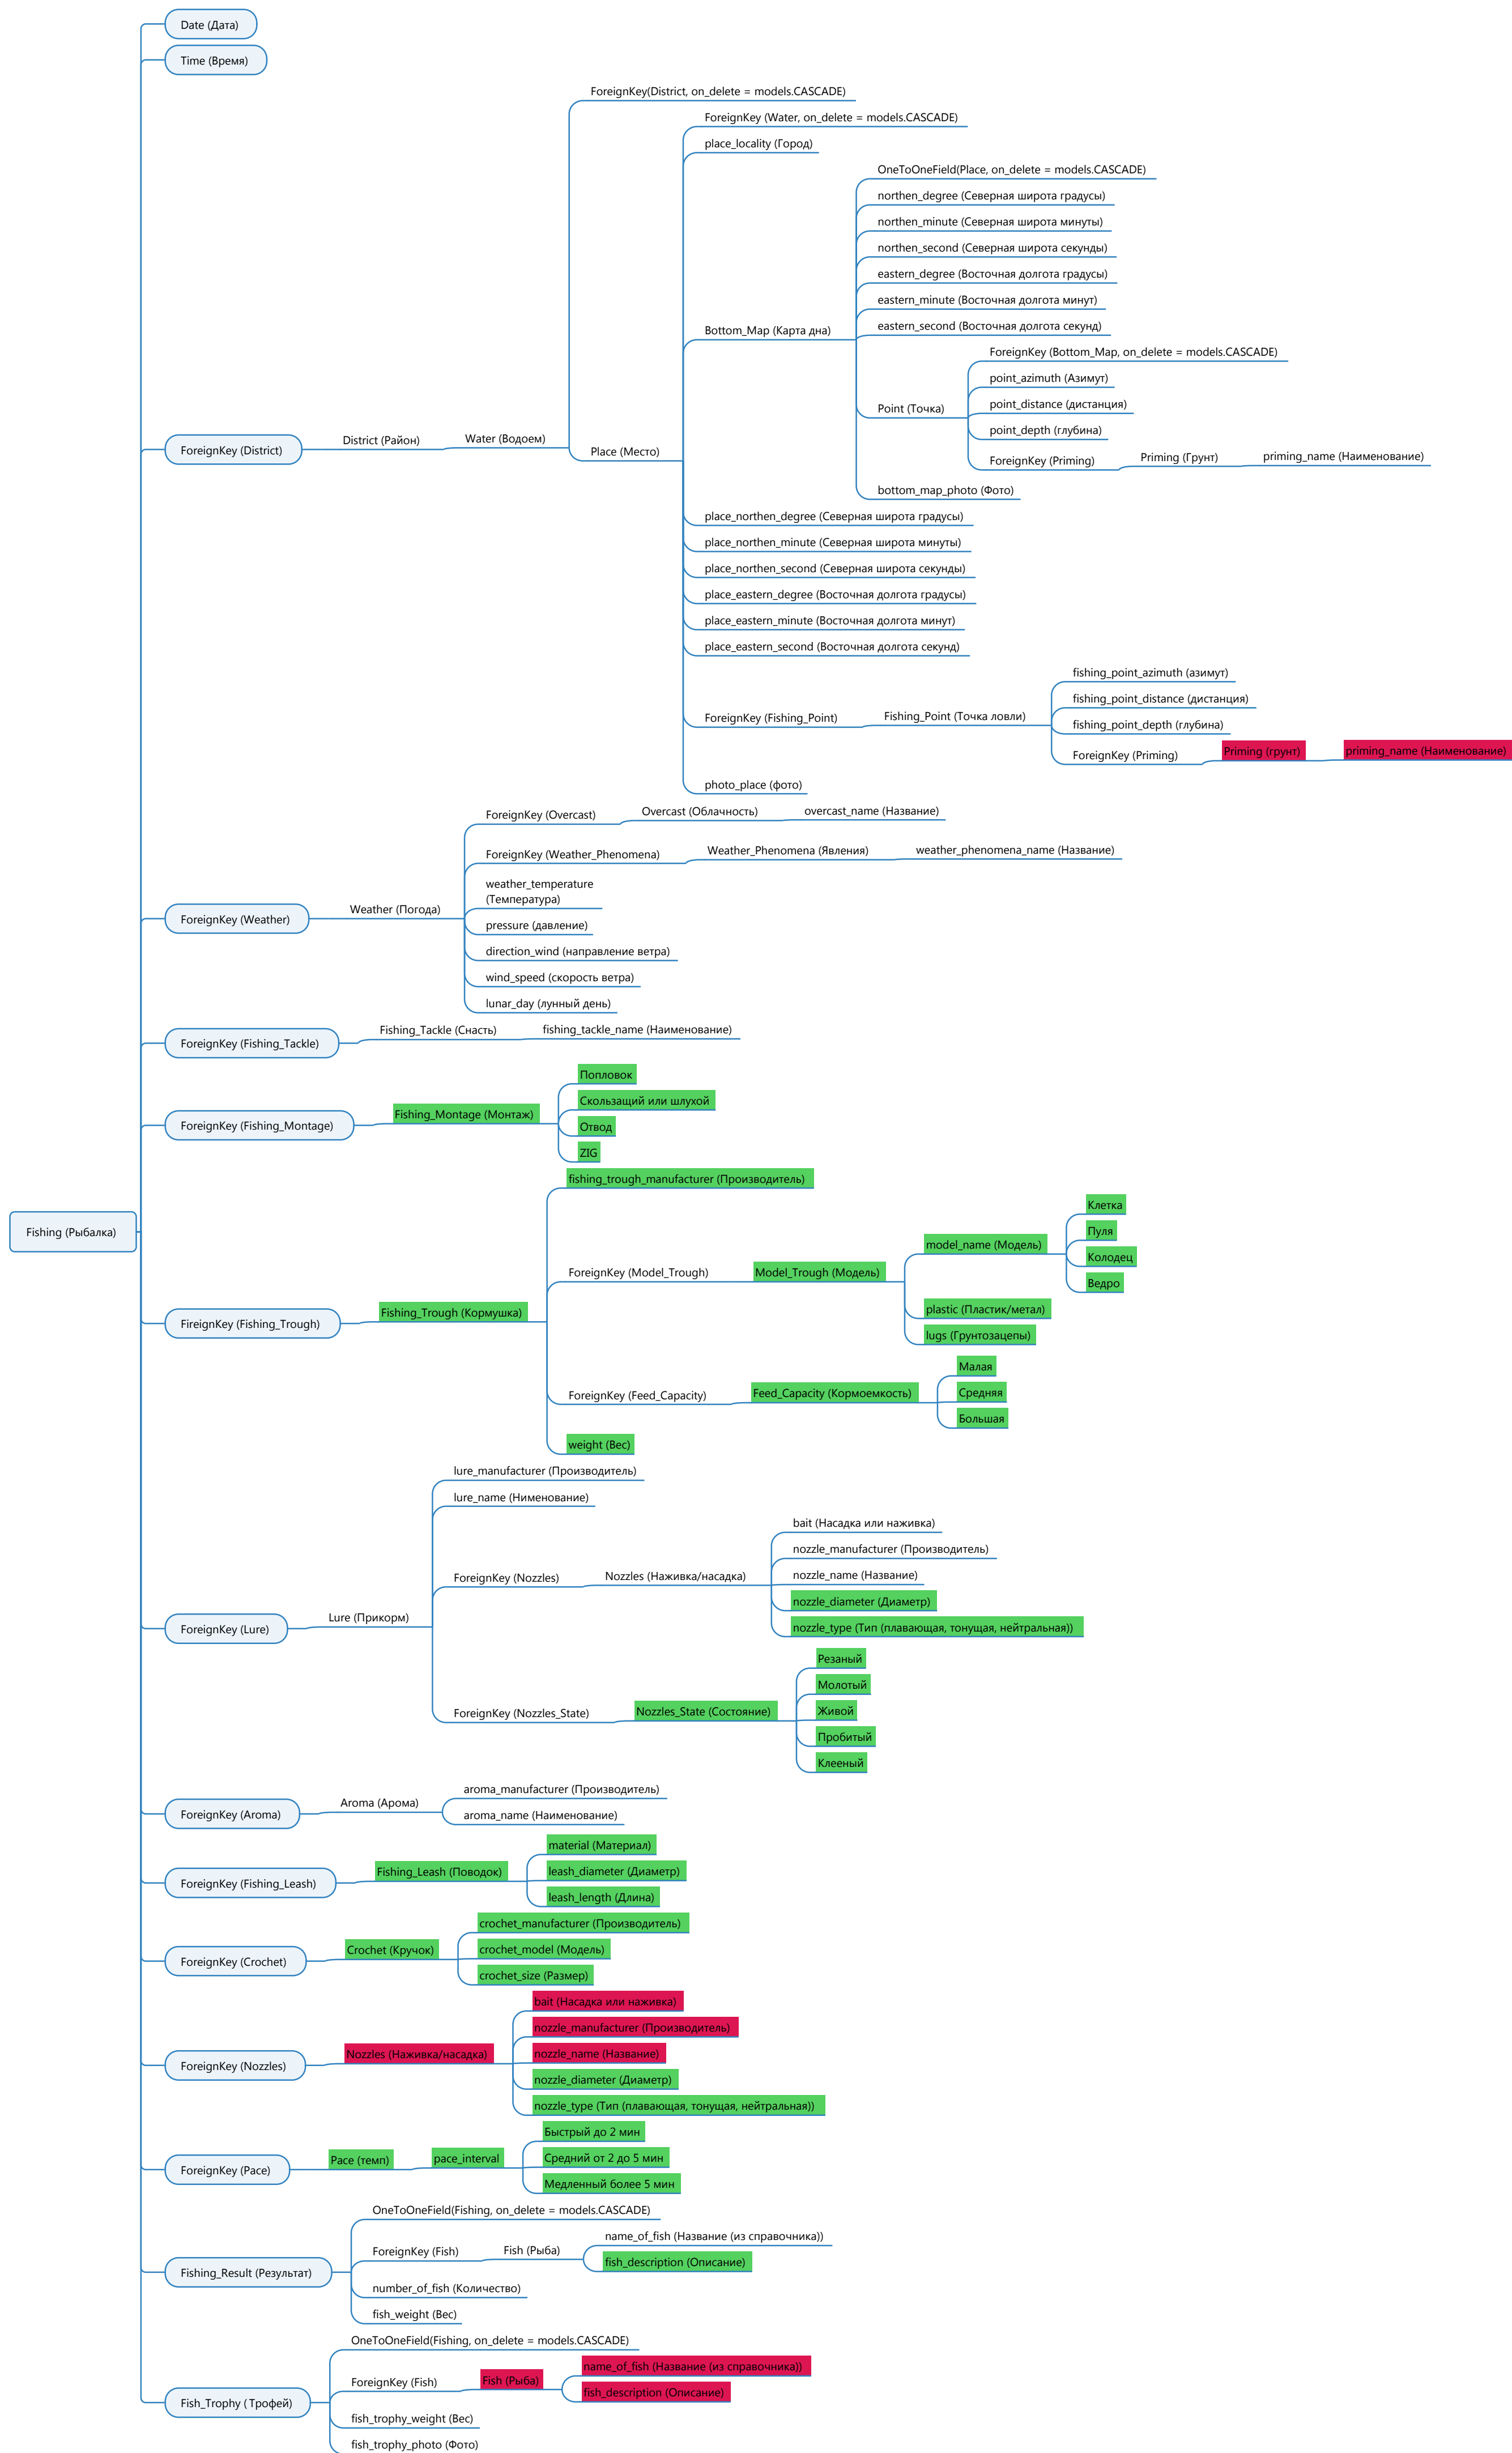 Date (Дата)
Time (Время)
ForeignKey(District, on_delete = models.CASCADE)
ForeignKey (Water, on_delete = models.CASCADE)
place_locality (Город)
OneToOneField(Place, on_delete = models.CASCADE)
northen_degree (Северная широта градусы)
northen_minute (Северная широта минуты)
northen_second (Северная широта секунды)
eastern_degree (Восточная долгота градусы)
eastern_minute (Восточная долгота минут)
eastern_second (Восточная долгота секунд)
Bottom_Map (Карта дна)
ForeignKey (Bottom_Map, on_delete = models.CASCADE)
point_azimuth (Азимут)
point_distance (дистанция)
Point (Точка)
point_depth (глубина)
ForeignKey (District)
District (Район)
Water (Водоем)
Place (Место)
ForeignKey (Priming)
Priming (Грунт)
priming_name (Наименование)
bottom_map_photo (Фото)
place_northen_degree (Северная широта градусы)
place_northen_minute (Северная широта минуты)
place_northen_second (Северная широта секунды)
place_eastern_degree (Восточная долгота градусы)
place_eastern_minute (Восточная долгота минут)
place_eastern_second (Восточная долгота секунд)
fishing_point_azimuth (азимут)
fishing_point_distance (дистанция)
ForeignKey (Fishing_Point)
Fishing_Point (Точка ловли)
fishing_point_depth (глубина)
ForeignKey (Priming)
Priming (грунт)
priming_name (Наименование)
photo_place (фото)
ForeignKey (Overcast)
Overcast (Облачность)
overcast_name (Название)
ForeignKey (Weather_Phenomena)
Weather_Phenomena (Явления)
weather_phenomena_name (Название)
weather_temperature
(Температура)
ForeignKey (Weather)
Weather (Погода)
pressure (давление)
direction_wind (направление ветра)
wind_speed (скорость ветра)
lunar_day (лунный день)
ForeignKey (Fishing_Tackle)
Fishing_Tackle (Снасть)
fishing_tackle_name (Наименование)
Попловок
Скользащий или шлухой
ForeignKey (Fishing_Montage)
Fishing_Montage (Монтаж)
Отвод
ZIG
fishing_trough_manufacturer (Производитель)
Клетка
Пуля
Fishing (Рыбалка)
model_name (Модель)
Колодец
Ведро
ForeignKey (Model_Trough)
Model_Trough (Модель)
plastic (Пластик/метал)
lugs (Грунтозацепы)
FireignKey (Fishing_Trough)
Fishing_Trough (Кормушка)
Малая
ForeignKey (Feed_Capacity)
Feed_Capacity (Кормоемкость)
Средняя
Большая
weight (Вес)
lure_manufacturer (Производитель)
lure_name (Нименование)
bait (Насадка или наживка)
nozzle_manufacturer (Производитель)
ForeignKey (Nozzles)
Nozzles (Наживка/насадка)
nozzle_name (Название)
nozzle_diameter (Диаметр)
nozzle_type (Тип (плавающая, тонущая, нейтральная))
ForeignKey (Lure)
Lure (Прикорм)
Резаный
Молотый
ForeignKey (Nozzles_State)
Nozzles_State (Состояние)
Живой
Пробитый
Клееный
aroma_manufacturer (Производитель)
ForeignKey (Aroma)
Aroma (Арома)
aroma_name (Наименование)
material (Материал)
ForeignKey (Fishing_Leash)
Fishing_Leash (Поводок)
leash_diameter (Диаметр)
leash_length (Длина)
crochet_manufacturer (Производитель)
ForeignKey (Crochet)
Crochet (Кручок)
crochet_model (Модель)
crochet_size (Размер)
bait (Насадка или наживка)
nozzle_manufacturer (Производитель)
ForeignKey (Nozzles)
Nozzles (Наживка/насадка)
nozzle_name (Название)
nozzle_diameter (Диаметр)
nozzle_type (Тип (плавающая, тонущая, нейтральная))
Быстрый до 2 мин
ForeignKey (Pace)
Pace (темп)
pace_interval
Средний от 2 до 5 мин
Медленный более 5 мин
OneToOneField(Fishing, on_delete = models.CASCADE)
name_of_fish (Название (из справочника))
ForeignKey (Fish)
Fish (Рыба)
fish_description (Описание)
Fishing_Result (Результат)
number_of_fish (Количество)
fish_weight (Вес)
OneToOneField(Fishing, on_delete = models.CASCADE)
name_of_fish (Название (из справочника))
ForeignKey (Fish)
Fish (Рыба)
fish_description (Описание)
Fish_Trophy ( Трофей)
fish_trophy_weight (Вес)
fish_trophy_photo (Фото)